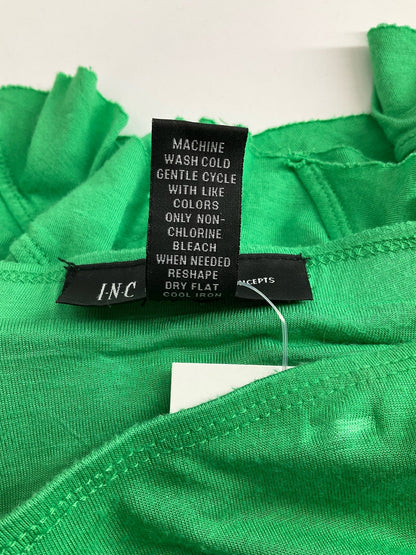 MACHINE
WASH COLD
GENTLE CYCLE
WITH LIKE
COLORS
ONLY NON-
CHLORINE
BLEACH
WHEN NEEDED
RESHAPE
DRY FLAT
COOL IRON
I·N·C NCEPTS